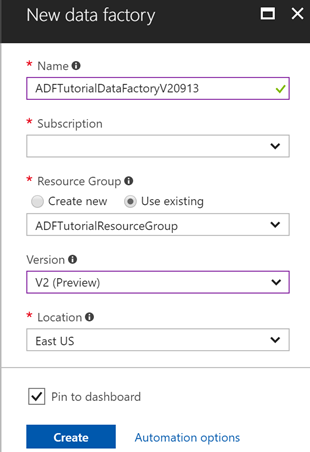 New data factory
* Name
ADFTutorialDataFactoryV20913
* Subscription
* Resource Group
Create new Use existing
ADFTutorialResourceGroup
Version
V2 (Preview)
* Location
East US
Pin to dashboard
Create Automation options